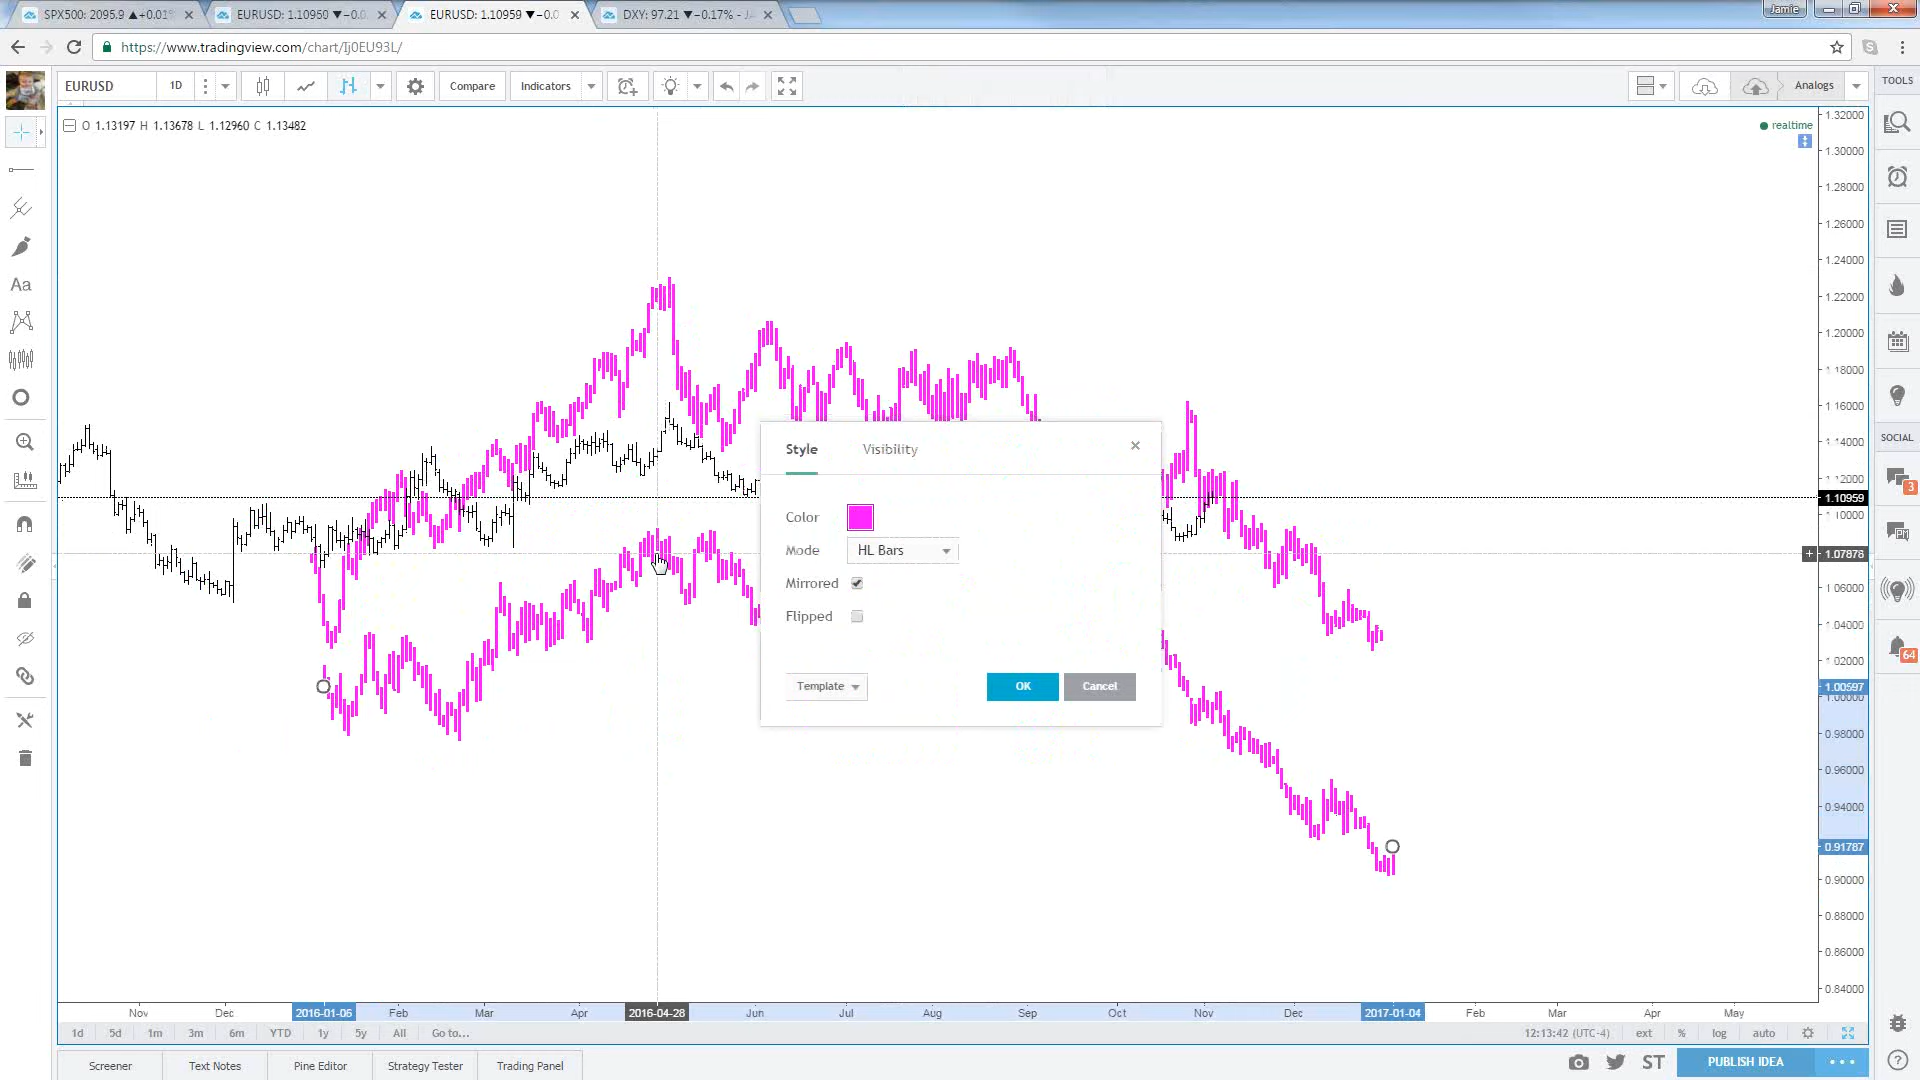 SPX500: 2095.9 ▲+0.01%
EURUSD: 1.10950 ▼−0.0
EURUSD: 1.10959 ▼−0.0
DXY: 97.21 ▼−0.17% - JA
Jamie
https://www.tradingview.com/chart/Ij0EU93L/
EURUSD
1D
Compare
Indicators
Analogs
TOOLS
O 1.13197 H 1.13678 L 1.12960 C 1.13482
realtime
1.32000
1.30000
1.28000
1.26000
1.24000
1.22000
1.20000
1.18000
1.16000
1.14000
1.12000
1.10959
1.10000
1.07878
1.06000
1.04000
1.02000
1.00597
1.00000
0.98000
0.96000
0.94000
0.91787
0.90000
0.88000
0.86000
0.84000
SOCIAL
3
64
Aa
Style
Visibility
Color
Mode
HL Bars
Mirrored
Flipped
Template
OK
Cancel
Nov
Dec
2016-01-06
Feb
Mar
Apr
2016-04-28
Jun
Jul
Aug
Sep
Oct
Nov
Dec
2017-01-04
Feb
Mar
Apr
May
1d
5d
1m
3m
6m
YTD
1y
5y
All
Go to...
12:13:42 (UTC-4)
ext
%
log
auto
Screener
Text Notes
Pine Editor
Strategy Tester
Trading Panel
ST
PUBLISH IDEA